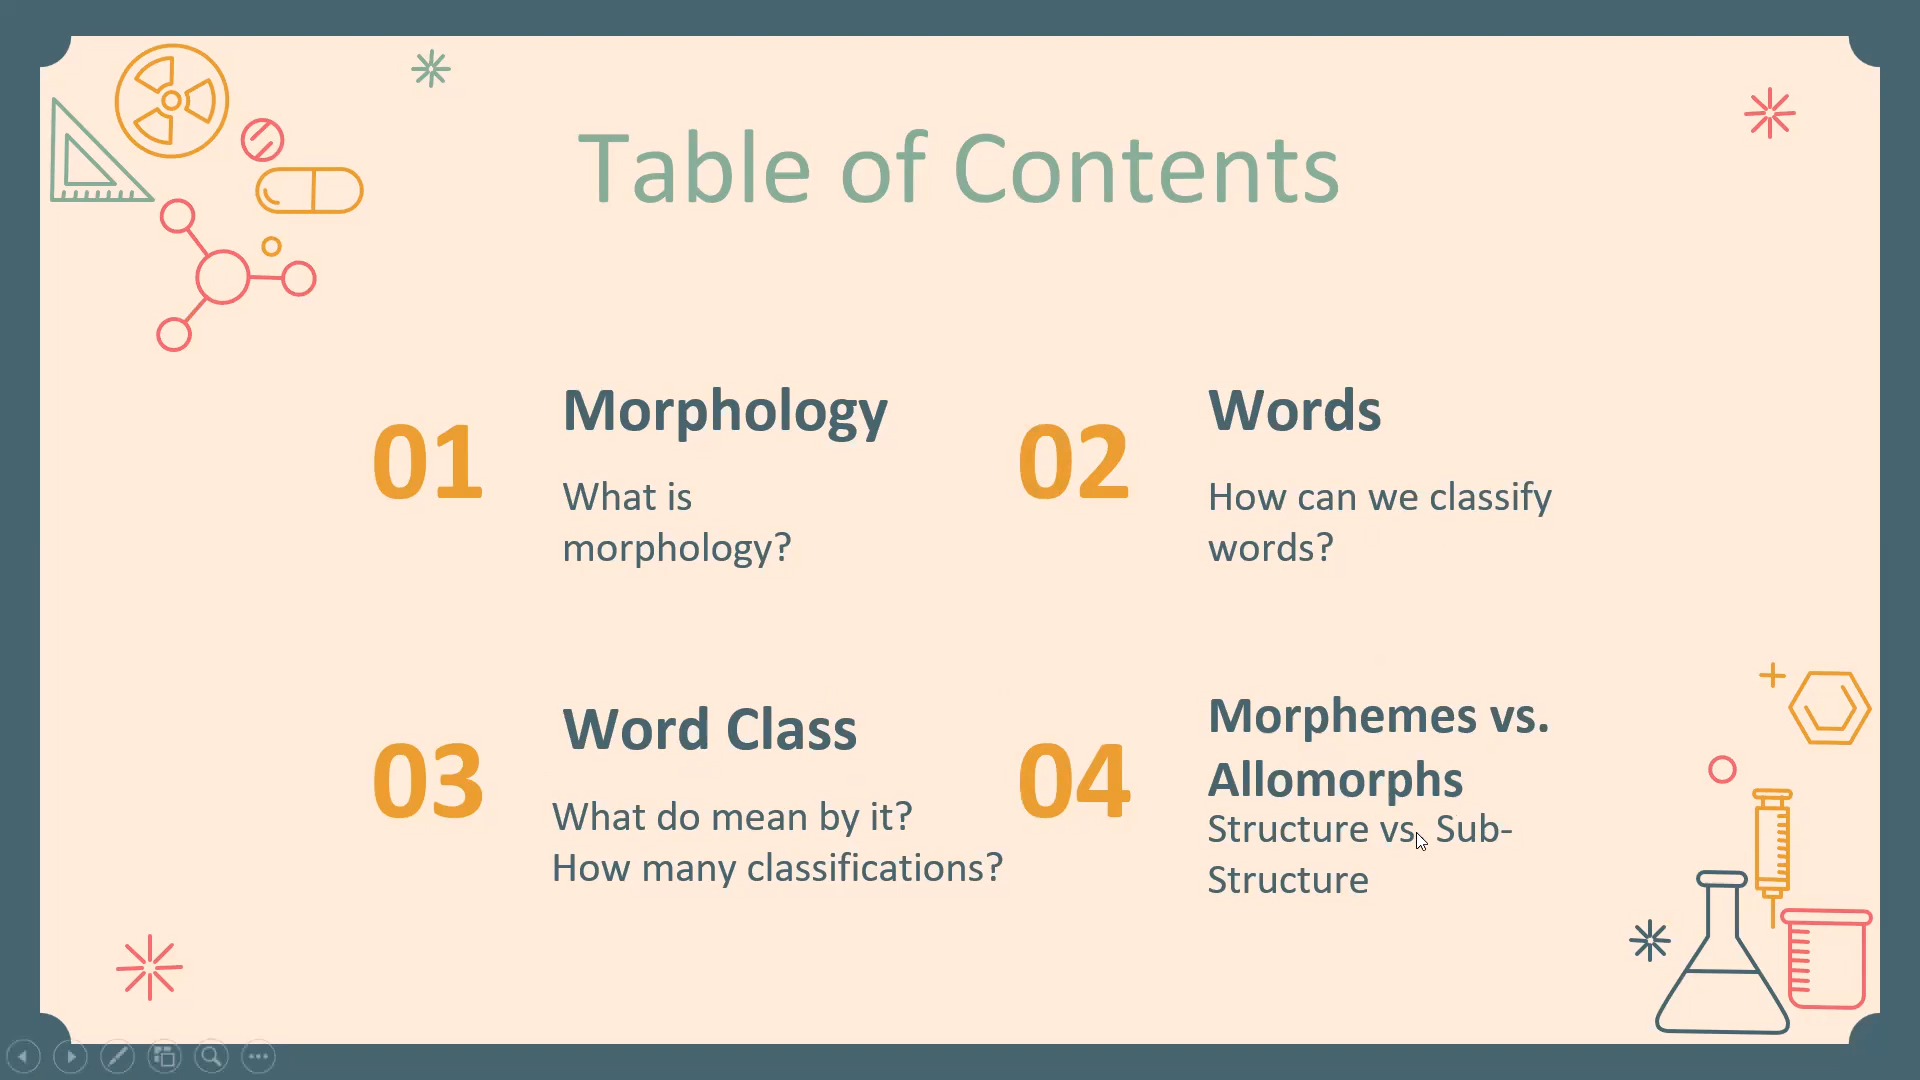 Table of Contents
01
Morphology
What is
morphology?
02
Words
How can we classify
words?
03
Word Class
What do mean by it?
How many classifications?
04
Morphemes vs.
Allomorphs
Structure vs. Sub-
Structure